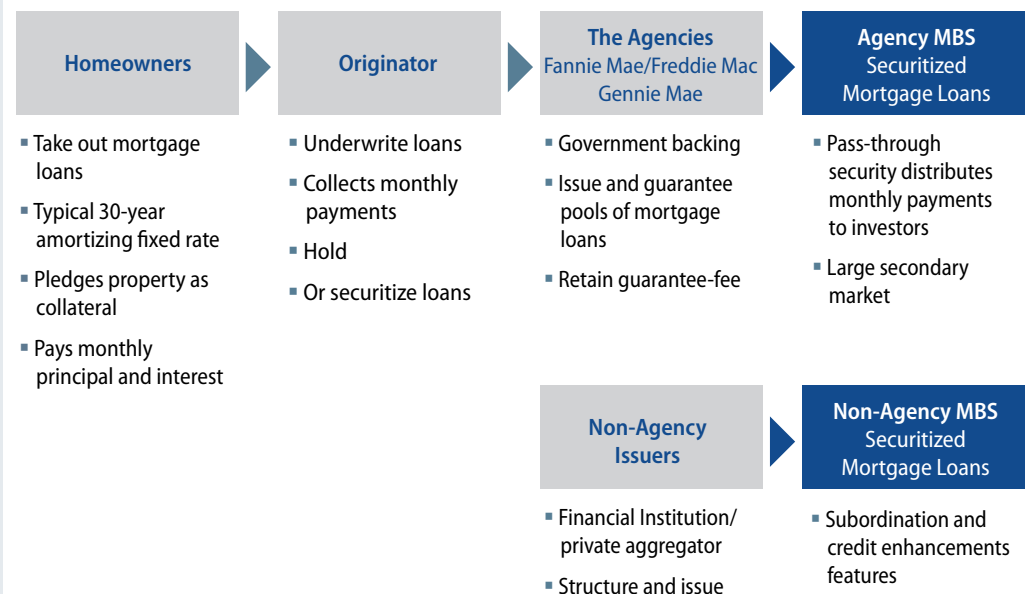 Homeowners
Originator
The Agencies
Fannie Mae/Freddie Mac
Gennie Mae
Agency MBS
Securitized
Mortgage Loans
▪ Take out mortgage
loans
▪ Typical 30-year
amortizing fixed rate
▪ Pledges property as
collateral
▪ Pays monthly
principal and interest
▪ Underwrite loans
▪ Collects monthly
payments
▪ Hold
▪ Or securitize loans
▪ Government backing
▪ Issue and guarantee
pools of mortgage
loans
▪ Retain guarantee-fee
▪ Pass-through
security distributes
monthly payments
to investors
▪ Large secondary
market
Non-Agency
Issuers
Non-Agency MBS
Securitized
Mortgage Loans
▪ Financial Institution/
private aggregator
▪ Structure and issue
▪ Subordination and
credit enhancements
features